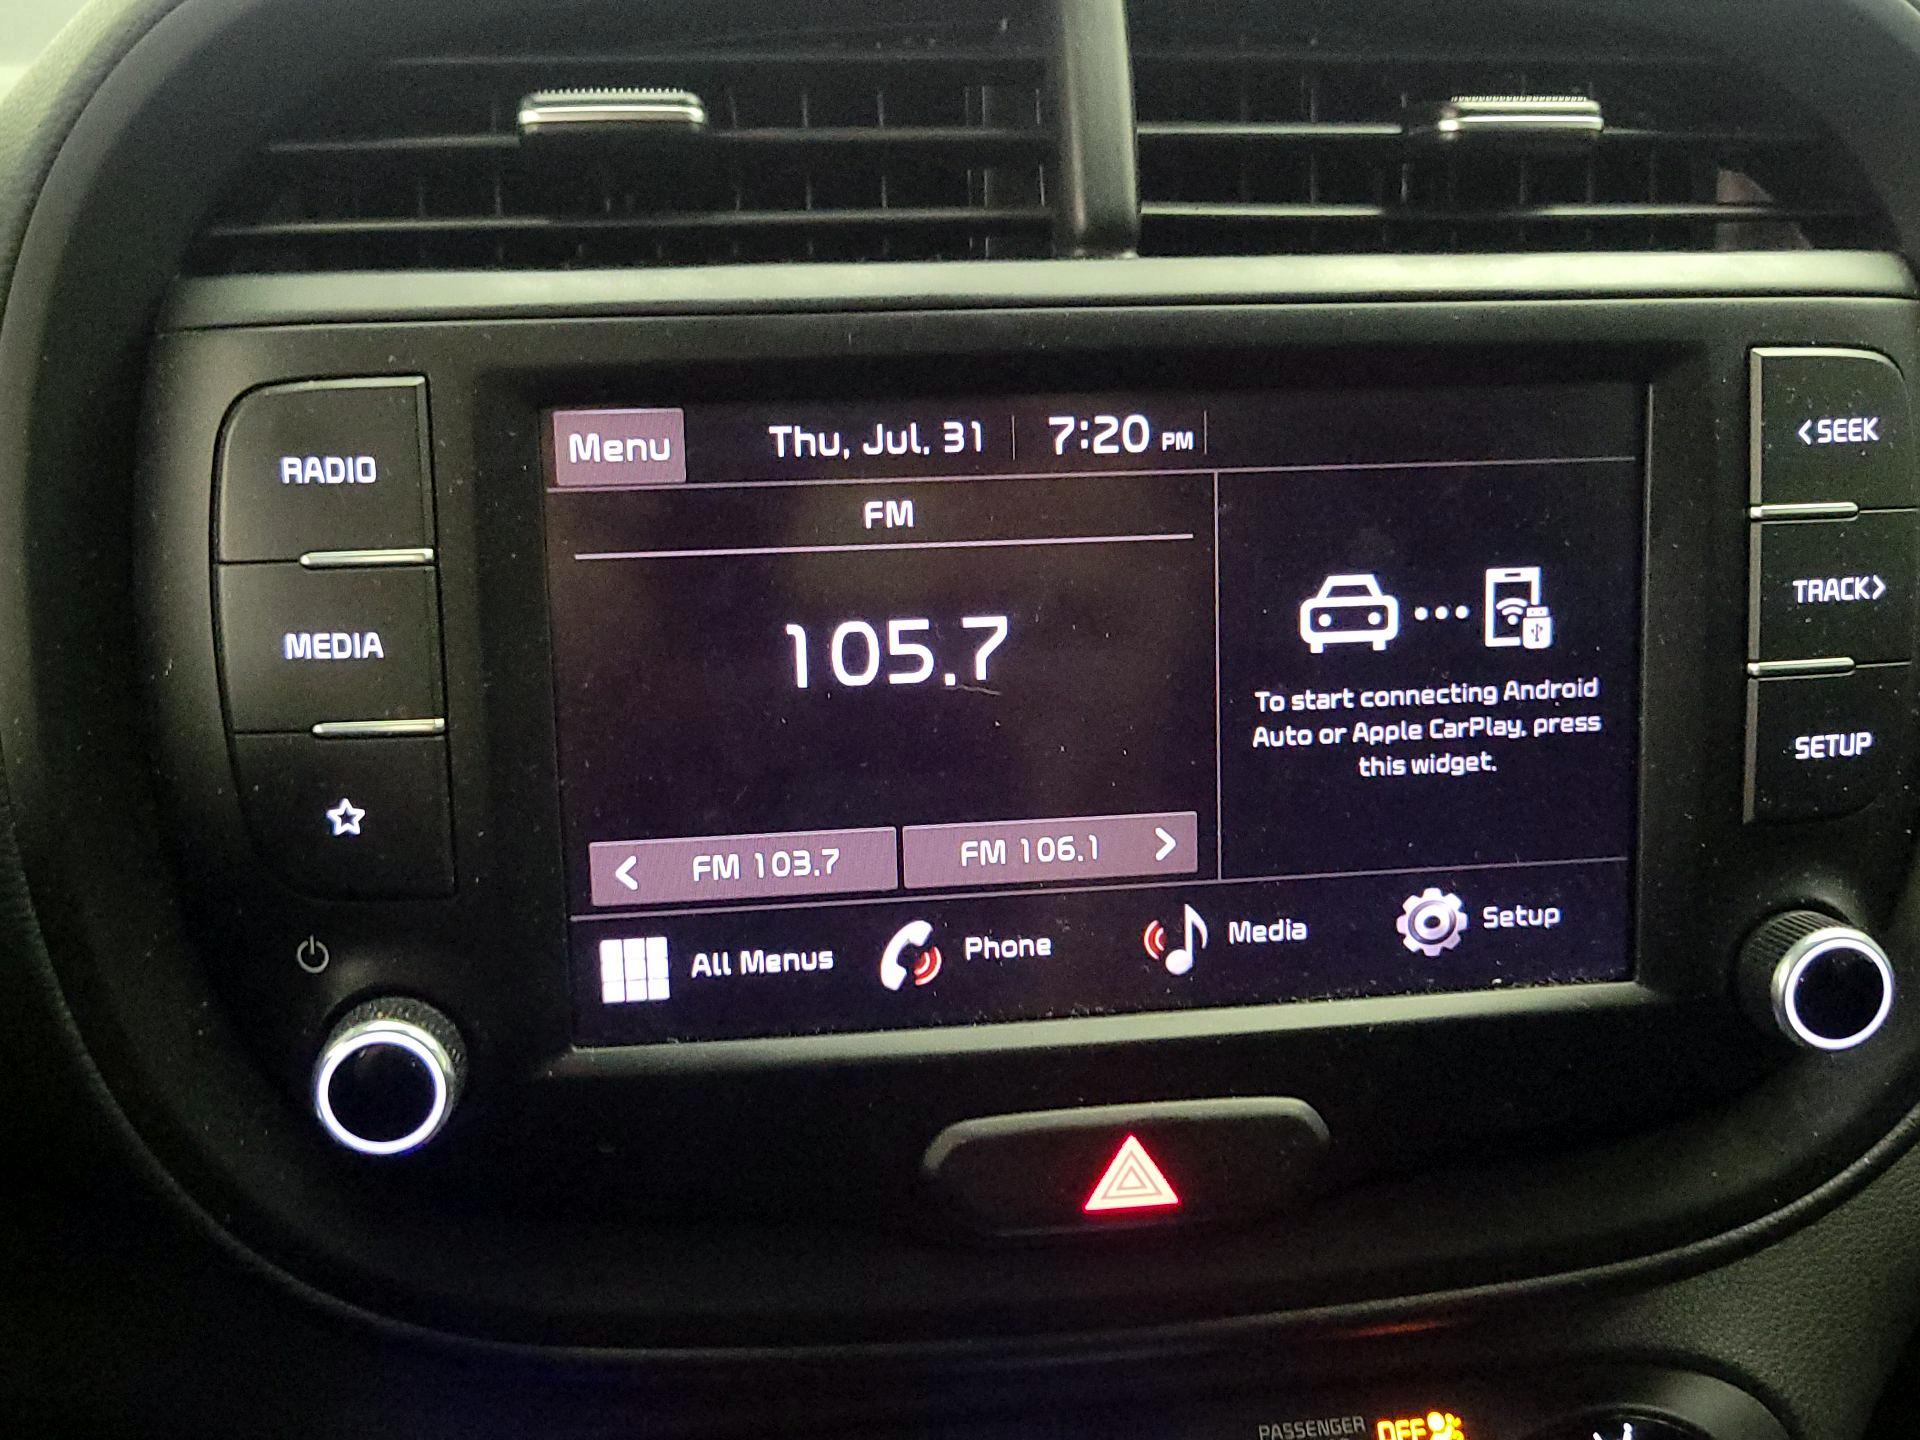 RADIO
MEDIA
Menu
Thu, Jul. 31
7:20 PM
FM
105.7
FM 103.7
FM 106.1
To start connecting Android
Auto or Apple CarPlay, press
this widget.
All Menus
Phone
Media
Setup
<SEEK
TRACK>
SETUP
PASSENGER
OFF